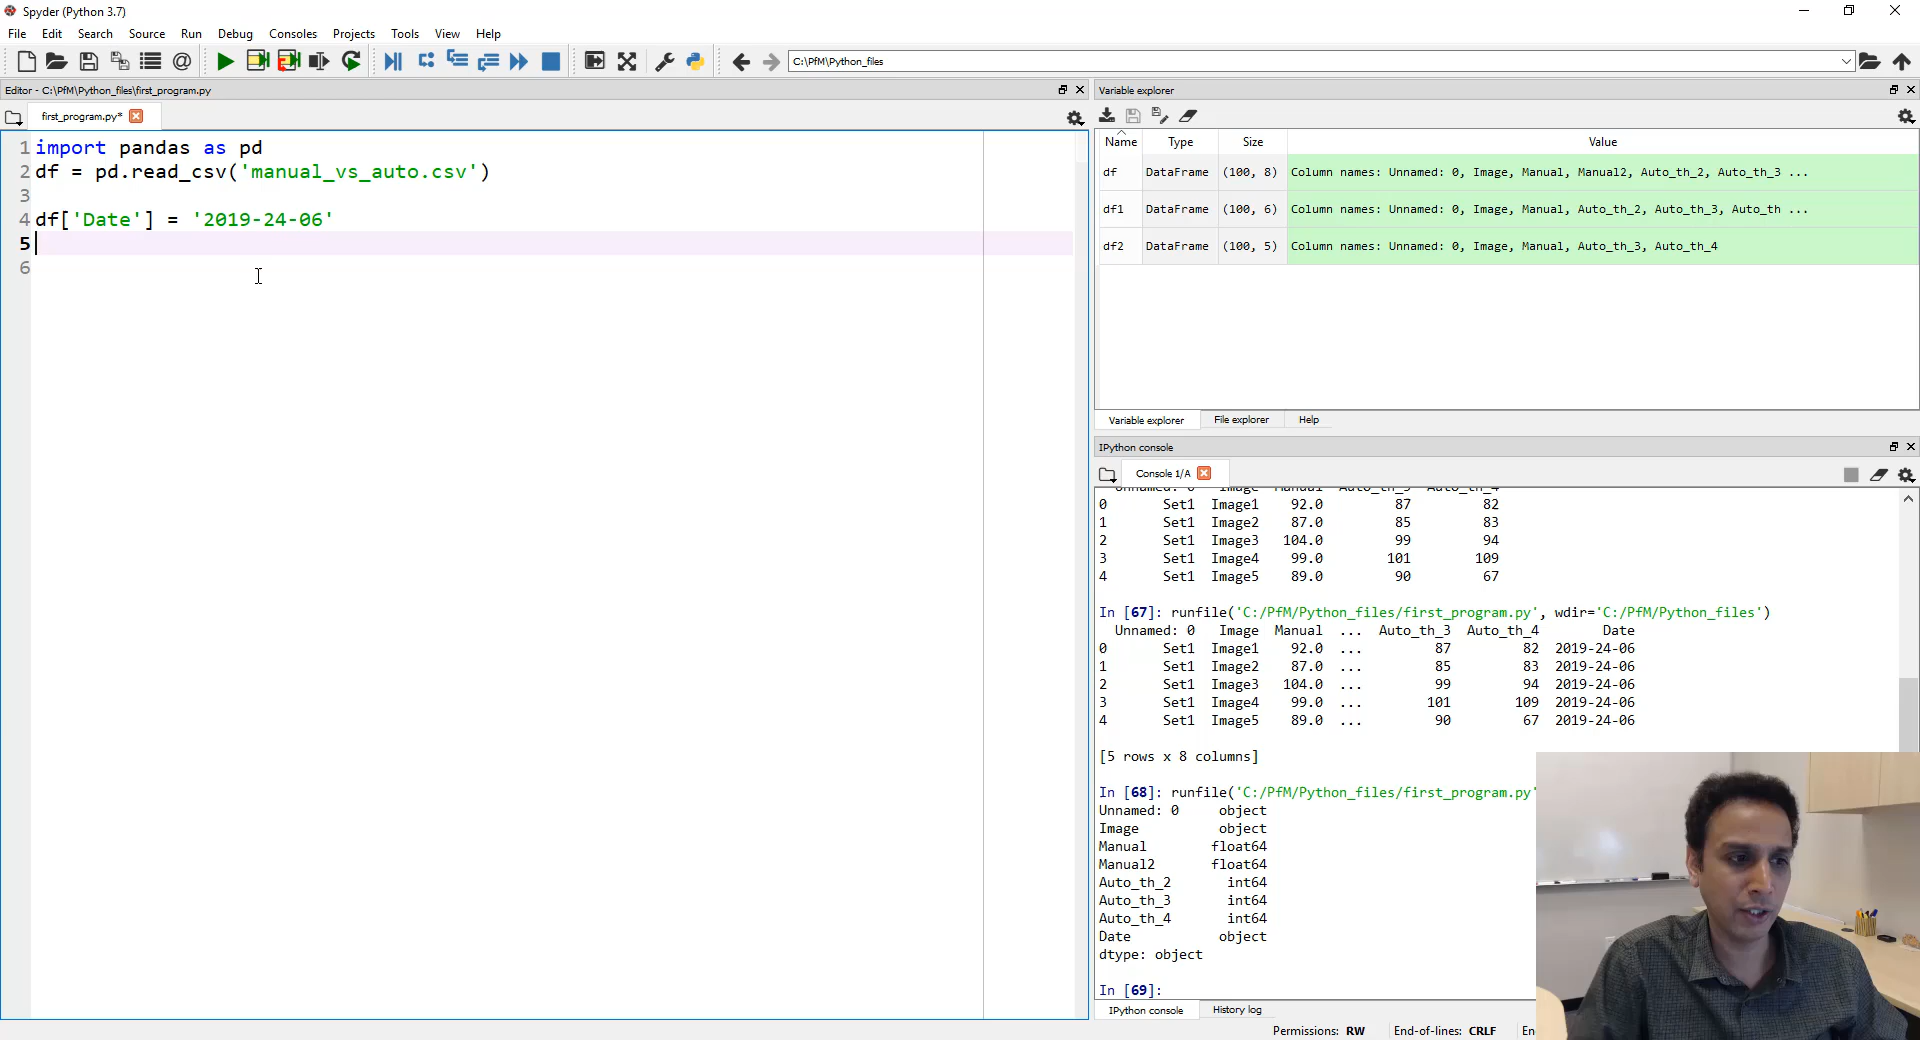 Spyder (Python 3.7)
File Edit Search Source Run Debug Consoles Projects Tools View Help
C:\PfM\Python_files
Editor - C:\PfM\Python_files\first_program.py
first_program.py*
1 import pandas as pd
2 df = pd.read_csv('manual_vs_auto.csv')
3
4 df['Date'] = '2019-24-06'
5
6
Variable explorer
Name Type Size Value
df DataFrame (100, 8) Column names: Unnamed: 0, Image, Manual, Manual2, Auto_th_2, Auto_th_3 ...
df1 DataFrame (100, 6) Column names: Unnamed: 0, Image, Manual, Auto_th_2, Auto_th_3, Auto_th ...
df2 DataFrame (100, 5) Column names: Unnamed: 0, Image, Manual, Auto_th_3, Auto_th_4
Variable explorer File explorer Help
IPython console
Console 1/A
Unnamed: 0 Image Manual Auto_th_3 Auto_th_4
0 Set1 Image1 92.0 87 82
1 Set1 Image2 87.0 85 83
2 Set1 Image3 104.0 99 94
3 Set1 Image4 99.0 101 109
4 Set1 Image5 89.0 90 67
In [67]: runfile('C:/PfM/Python_files/first_program.py', wdir='C:/PfM/Python_files')
Unnamed: 0 Image Manual ... Auto_th_3 Auto_th_4 Date
0 Set1 Image1 92.0 ... 87 82 2019-24-06
1 Set1 Image2 87.0 ... 85 83 2019-24-06
2 Set1 Image3 104.0 ... 99 94 2019-24-06
3 Set1 Image4 99.0 ... 101 109 2019-24-06
4 Set1 Image5 89.0 ... 90 67 2019-24-06
[5 rows x 8 columns]
In [68]: runfile('C:/PfM/Python_files/first_program.py'
Unnamed: 0 object
Image object
Manual float64
Manual2 float64
Auto_th_2 int64
Auto_th_3 int64
Auto_th_4 int64
Date object
dtype: object
In [69]:
IPython console History log
Permissions: RW End-of-lines: CRLF En